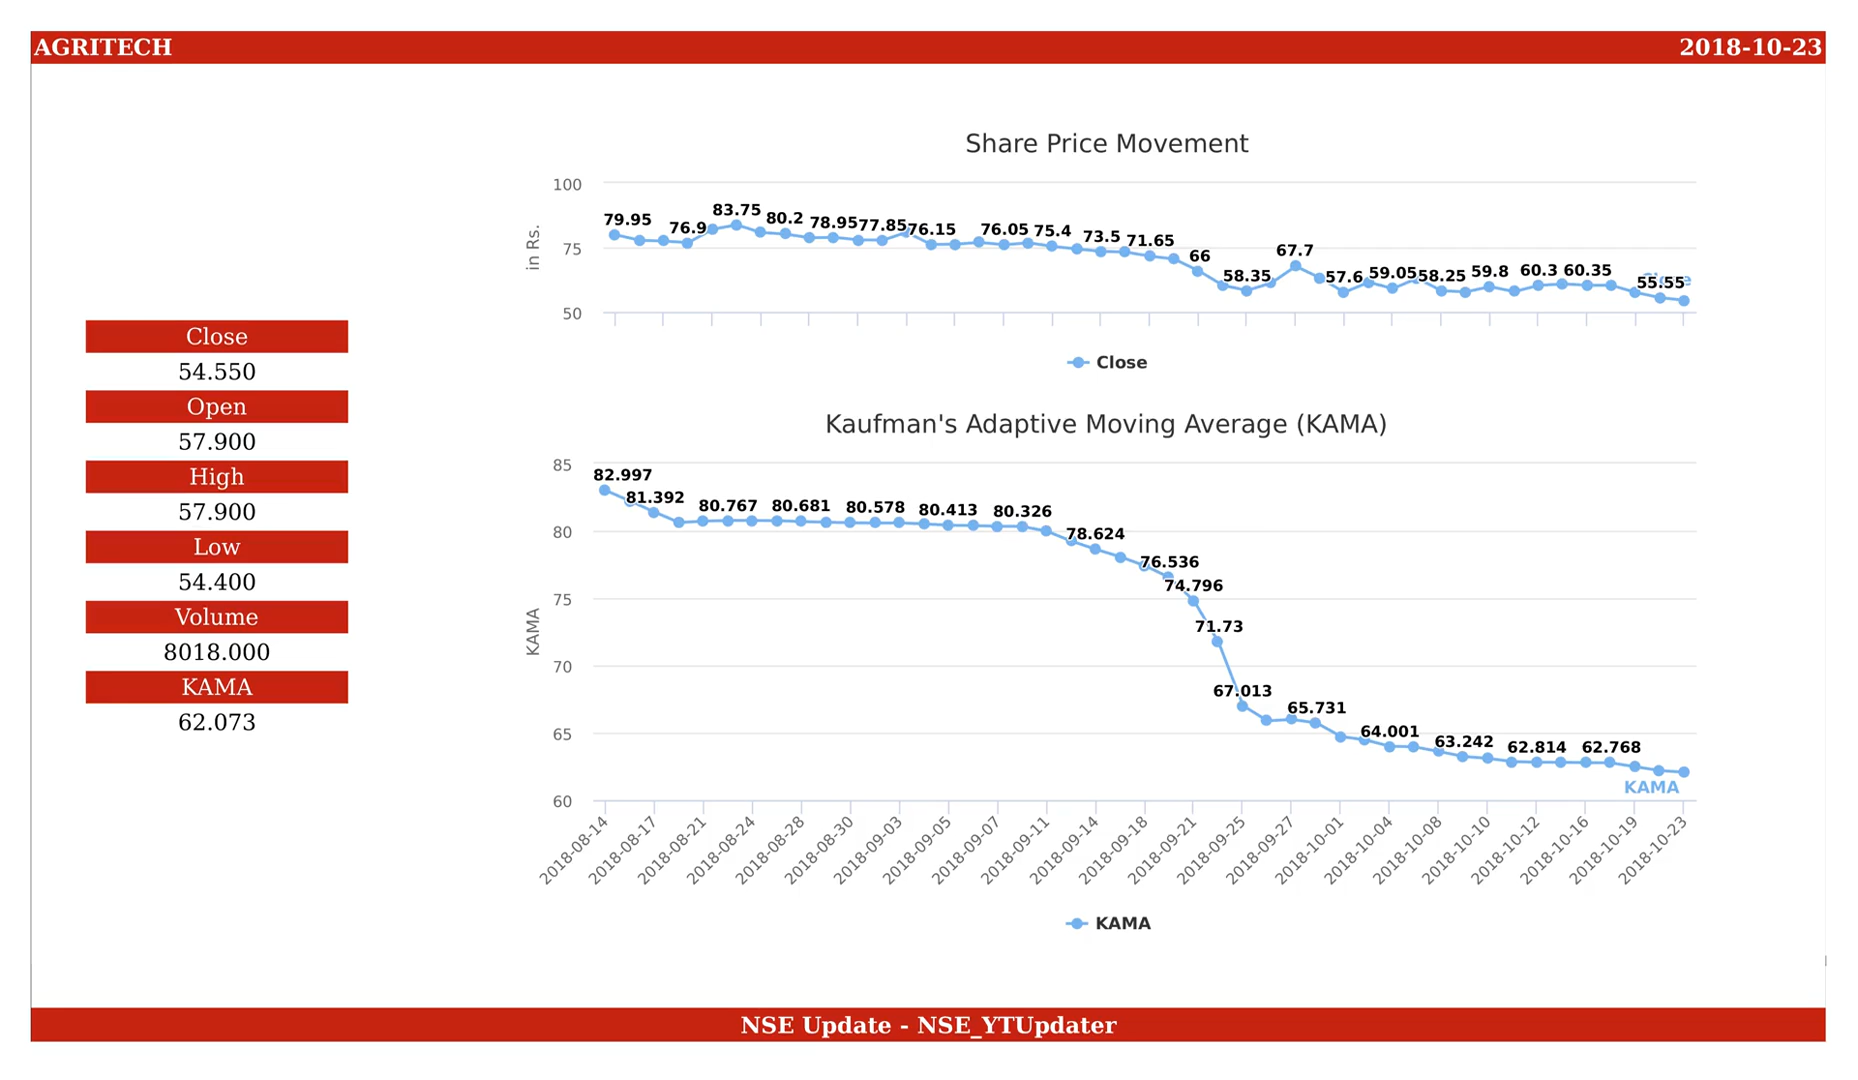 AGRITECH
2018-10-23
Close
54.550
Open
57.900
High
57.900
Low
54.400
Volume
8018.000
KAMA
62.073
Share Price Movement
in Rs.
100
75
50
79.95 76.9 83.75 80.2 78.95 77.85 76.15 76.05 75.4 73.5 71.65 66 58.35 67.7 57.6 59.05 58.25 59.8 60.3 60.35 55.55
Close
Kaufman's Adaptive Moving Average (KAMA)
KAMA
85
80
75
70
65
60
82.997 81.392 80.767 80.681 80.578 80.413 80.326 78.624 76.536 74.796 71.73 67.013 65.731 64.001 63.242 62.814 62.768
KAMA
2018-08-14 2018-08-17 2018-08-21 2018-08-24 2018-08-28 2018-08-30 2018-09-03 2018-09-05 2018-09-07 2018-09-11 2018-09-14 2018-09-18 2018-09-21 2018-09-25 2018-09-27 2018-10-01 2018-10-04 2018-10-08 2018-10-10 2018-10-12 2018-10-16 2018-10-19 2018-10-23
KAMA
NSE Update - NSE_YTUpdater